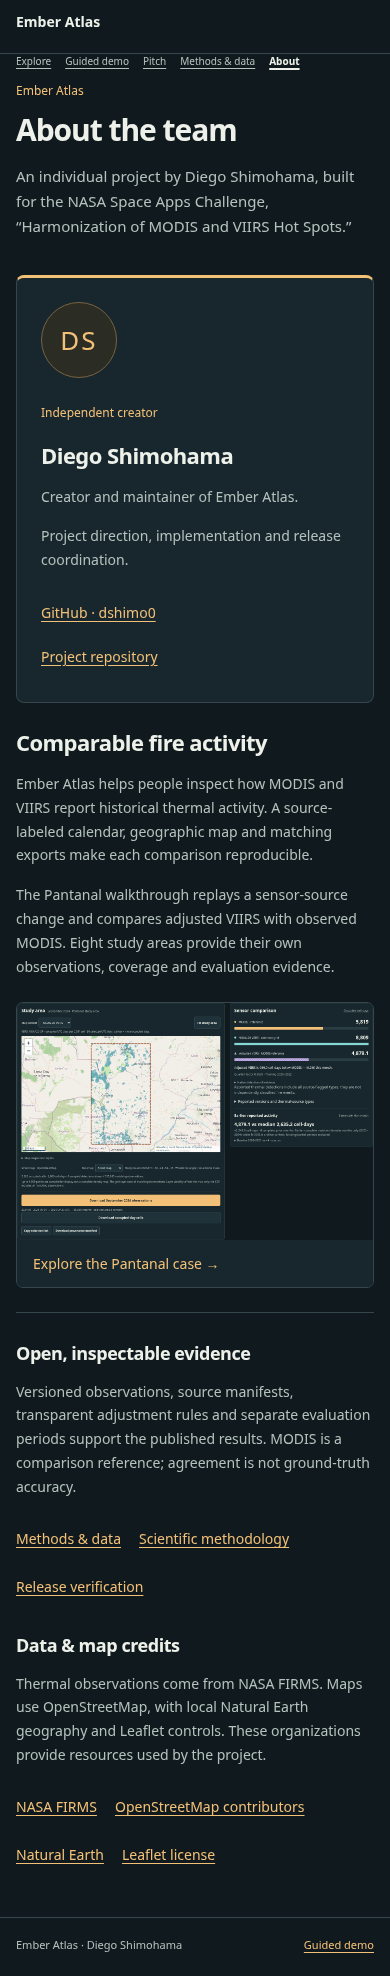 Ember Atlas
Explore Guided demo Pitch Methods & data About
Ember Atlas
About the team
An individual project by Diego Shimohama, built
for the NASA Space Apps Challenge,
“Harmonization of MODIS and VIIRS Hot Spots.”
DS
Independent creator
Diego Shimohama
Creator and maintainer of Ember Atlas.
Project direction, implementation and release
coordination.
GitHub · dshimo0
Project repository
Comparable fire activity
Ember Atlas helps people inspect how MODIS and
VIIRS report historical thermal activity. A source-
labeled calendar, geographic map and matching
exports make each comparison reproducible.
The Pantanal walkthrough replays a sensor-source
change and compares adjusted VIIRS with observed
MODIS. Eight study areas provide their own
observations, coverage and evaluation evidence.
Study area
Sensor comparison
9,819
8,809
4,879.1
Explore the Pantanal case →
Open, inspectable evidence
Versioned observations, source manifests,
transparent adjustment rules and separate evaluation
periods support the published results. MODIS is a
comparison reference; agreement is not ground-truth
accuracy.
Methods & data Scientific methodology
Release verification
Data & map credits
Thermal observations come from NASA FIRMS. Maps
use OpenStreetMap, with local Natural Earth
geography and Leaflet controls. These organizations
provide resources used by the project.
NASA FIRMS OpenStreetMap contributors
Natural Earth Leaflet license
Ember Atlas · Diego Shimohama Guided demo